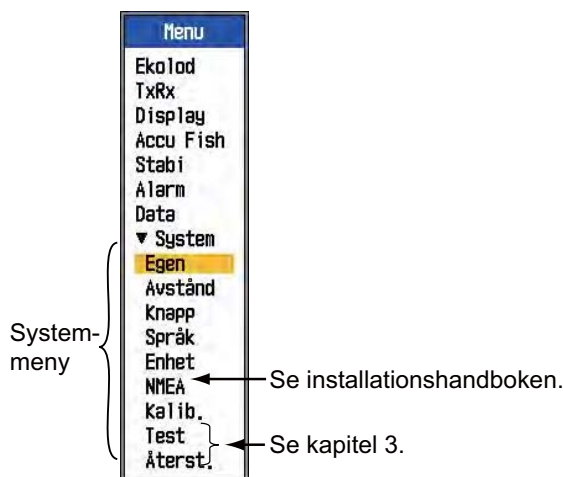 Menu
Ekolod
TxRx
Display
Accu Fish
Stabi
Alarm
Data
▼ System
Egen
Avstånd
Knapp
Språk
Enhet
NMEA
Kalib.
Test
Återst.
System-
meny
Se installationshandboken.
Se kapitel 3.